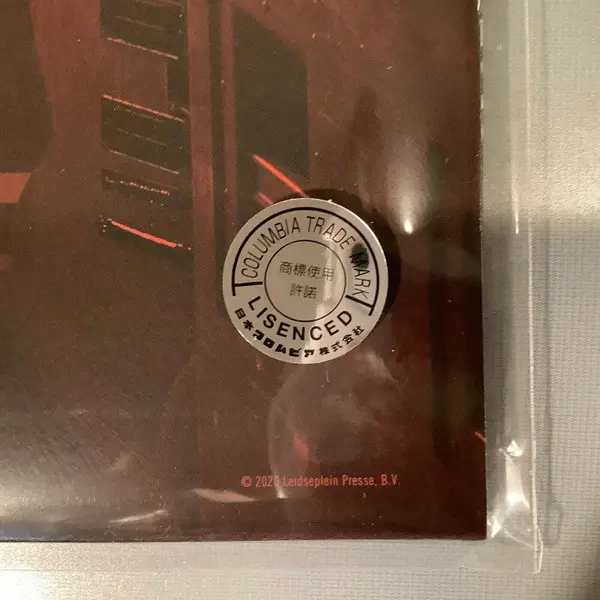 COLUMBIA TRADE MARK
商標使用
許諾
LISENCED
日本コロムビア株式会社
© 2020 Leidseplein Presse, B.V.